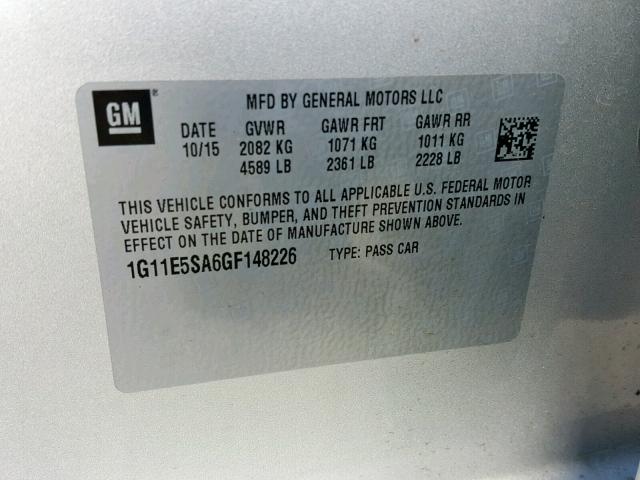 GM
®
MFD BY GENERAL MOTORS LLC
DATE GVWR GAWR FRT GAWR RR
10/15 2082 KG 1071 KG 1011 KG
4589 LB 2361 LB 2228 LB
THIS VEHICLE CONFORMS TO ALL APPLICABLE U.S. FEDERAL MOTOR
VEHICLE SAFETY, BUMPER, AND THEFT PREVENTION STANDARDS IN
EFFECT ON THE DATE OF MANUFACTURE SHOWN ABOVE.
1G11E5SA6GF148226 TYPE: PASS CAR